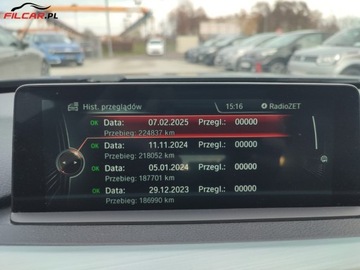 FILCAR.PL
Hist. przeglądów 15:16 RadioZET
OK Data: 07.02.2025 Przegl.: 00000
Przebieg: 224837 km
OK Data: 11.11.2024 Przegl.: 00000
Przebieg: 218052 km
OK Data: 05.01.2024 Przegl.: 00000
Przebieg: 187701 km
OK Data: 29.12.2023 Przegl.: 00000
Przebieg: 186990 km